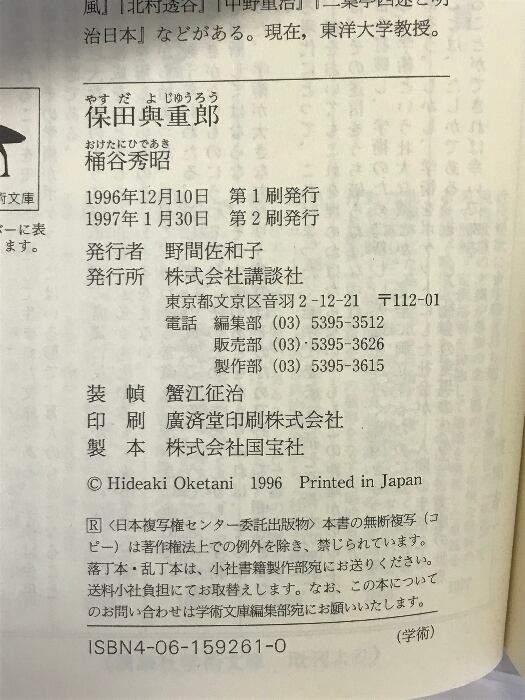 風』『北村透谷』『中野重治』『二葉亭四迷と明
治日本』などがある。現在，東洋大学教授。
術文庫
バーに表
ます。
やすだよじゅうろう
保田與重郎
おけたにひであき
桶谷秀昭
1996年12月10日 第1刷発行
1997年1月30日 第2刷発行
発行者 野間佐和子
発行所 株式会社講談社
東京都文京区音羽2-12-21 〒112-01
電話 編集部 (03) 5395-3512
販売部 (03) 5395-3626
製作部 (03) 5395-3615
装幀 蟹江征治
印刷 廣済堂印刷株式会社
製本 株式会社国宝社
© Hideaki Oketani 1996 Printed in Japan
R〈日本複写権センター委託出版物〉本書の無断複写（コ
ピー）は著作権法上での例外を除き、禁じられています。
落丁本・乱丁本は、小社書籍製作部宛にお送りください。
送料小社負担にてお取替えします。なお、この本について
のお問い合わせは学術文庫編集部宛にお願いいたします。
ISBN4-06-159261-0
(学術)